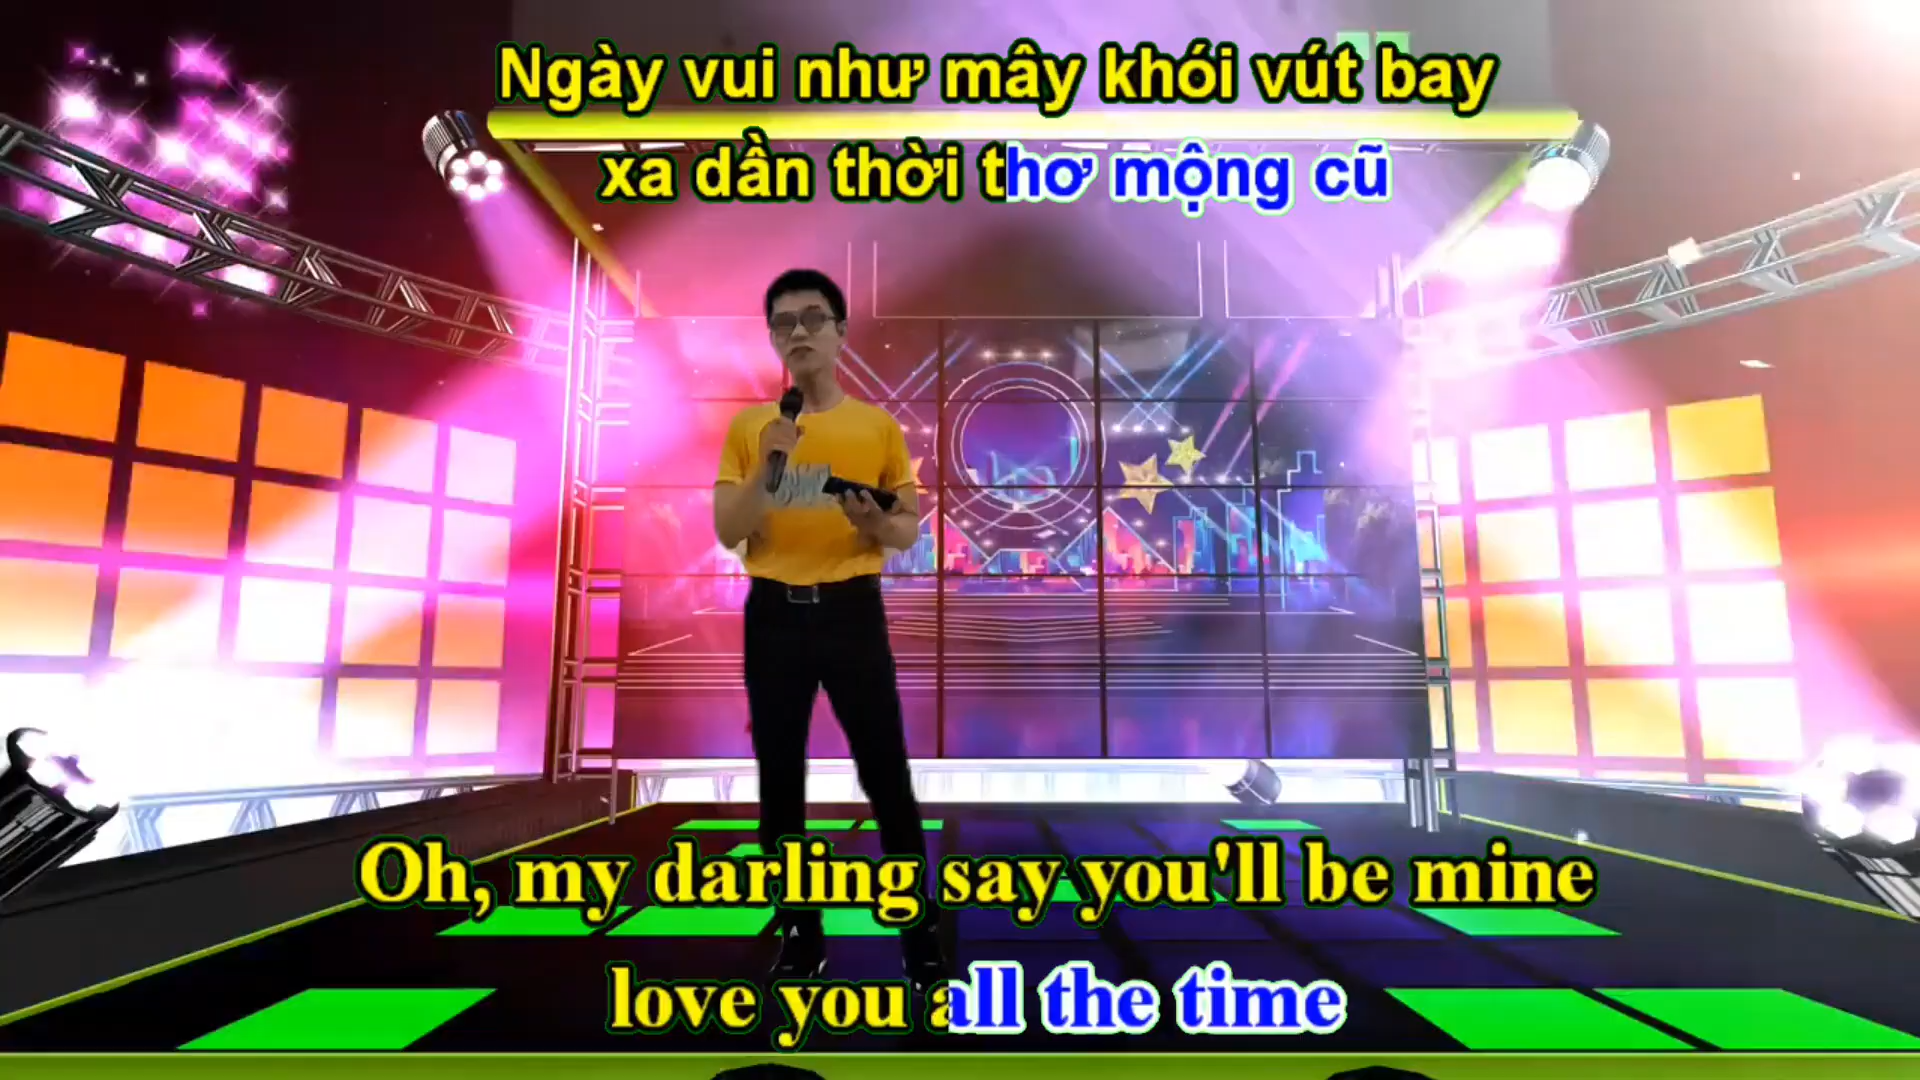 Ngày vui như mây khói vút bay
xa dần thời thơ mộng cũ
Oh, my darling say you'll be mine
love you all the time